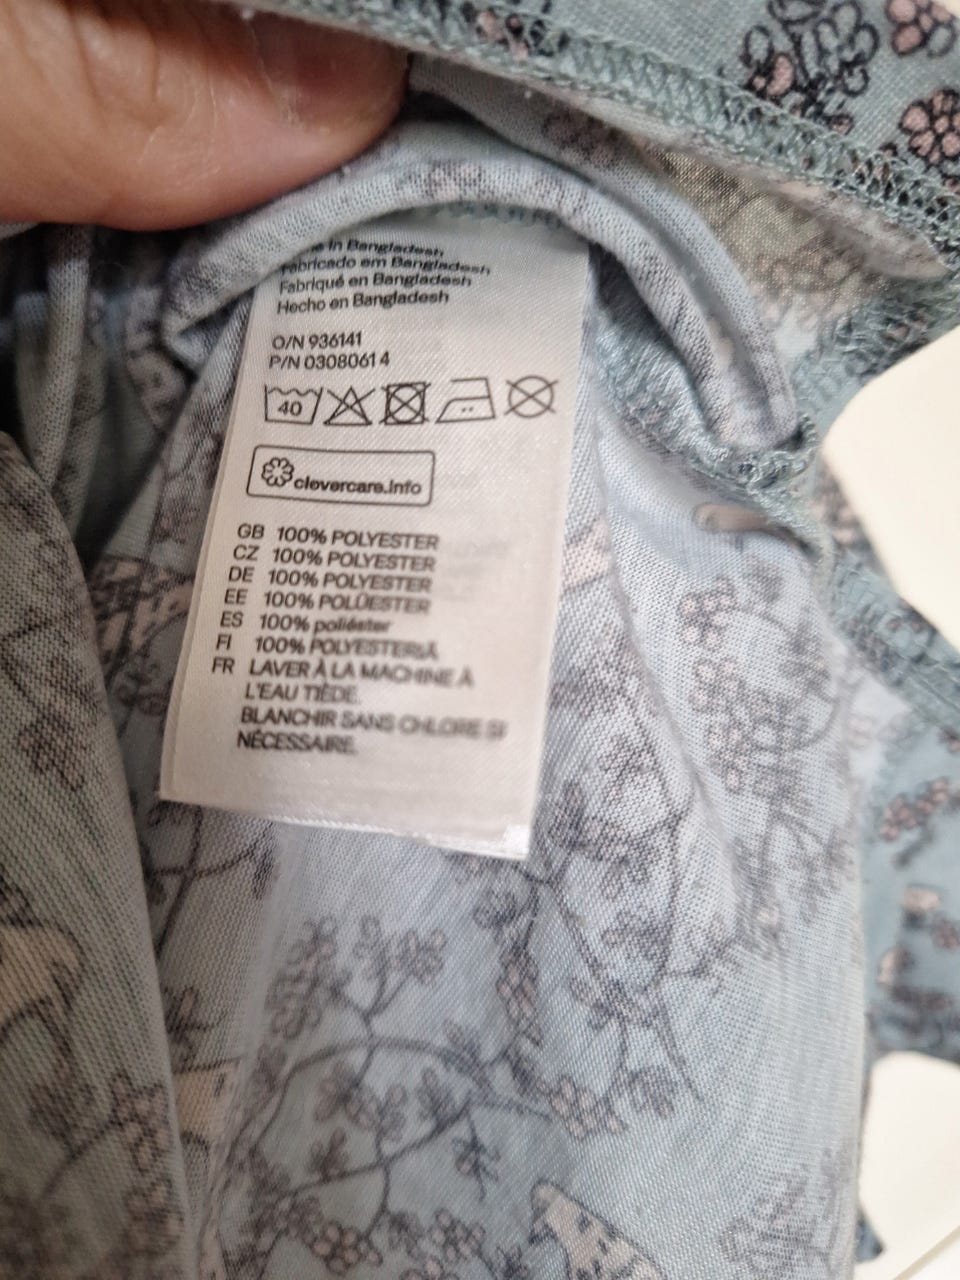 in Bangladesh
Fabricado em Bangladesh
Fabriqué en Bangladesh
Hecho en Bangladesh
O/N 936141
P/N 03080614
40
clevercare.info
GB 100% POLYESTER
CZ 100% POLYESTER
DE 100% POLYESTER
EE 100% POLÜESTER
ES 100% poliéster
FI 100% POLYESTERIÄ
FR LAVER À LA MACHINE À
L'EAU TIÈDE.
BLANCHIR SANS CHLORE SI
NÉCESSAIRE.